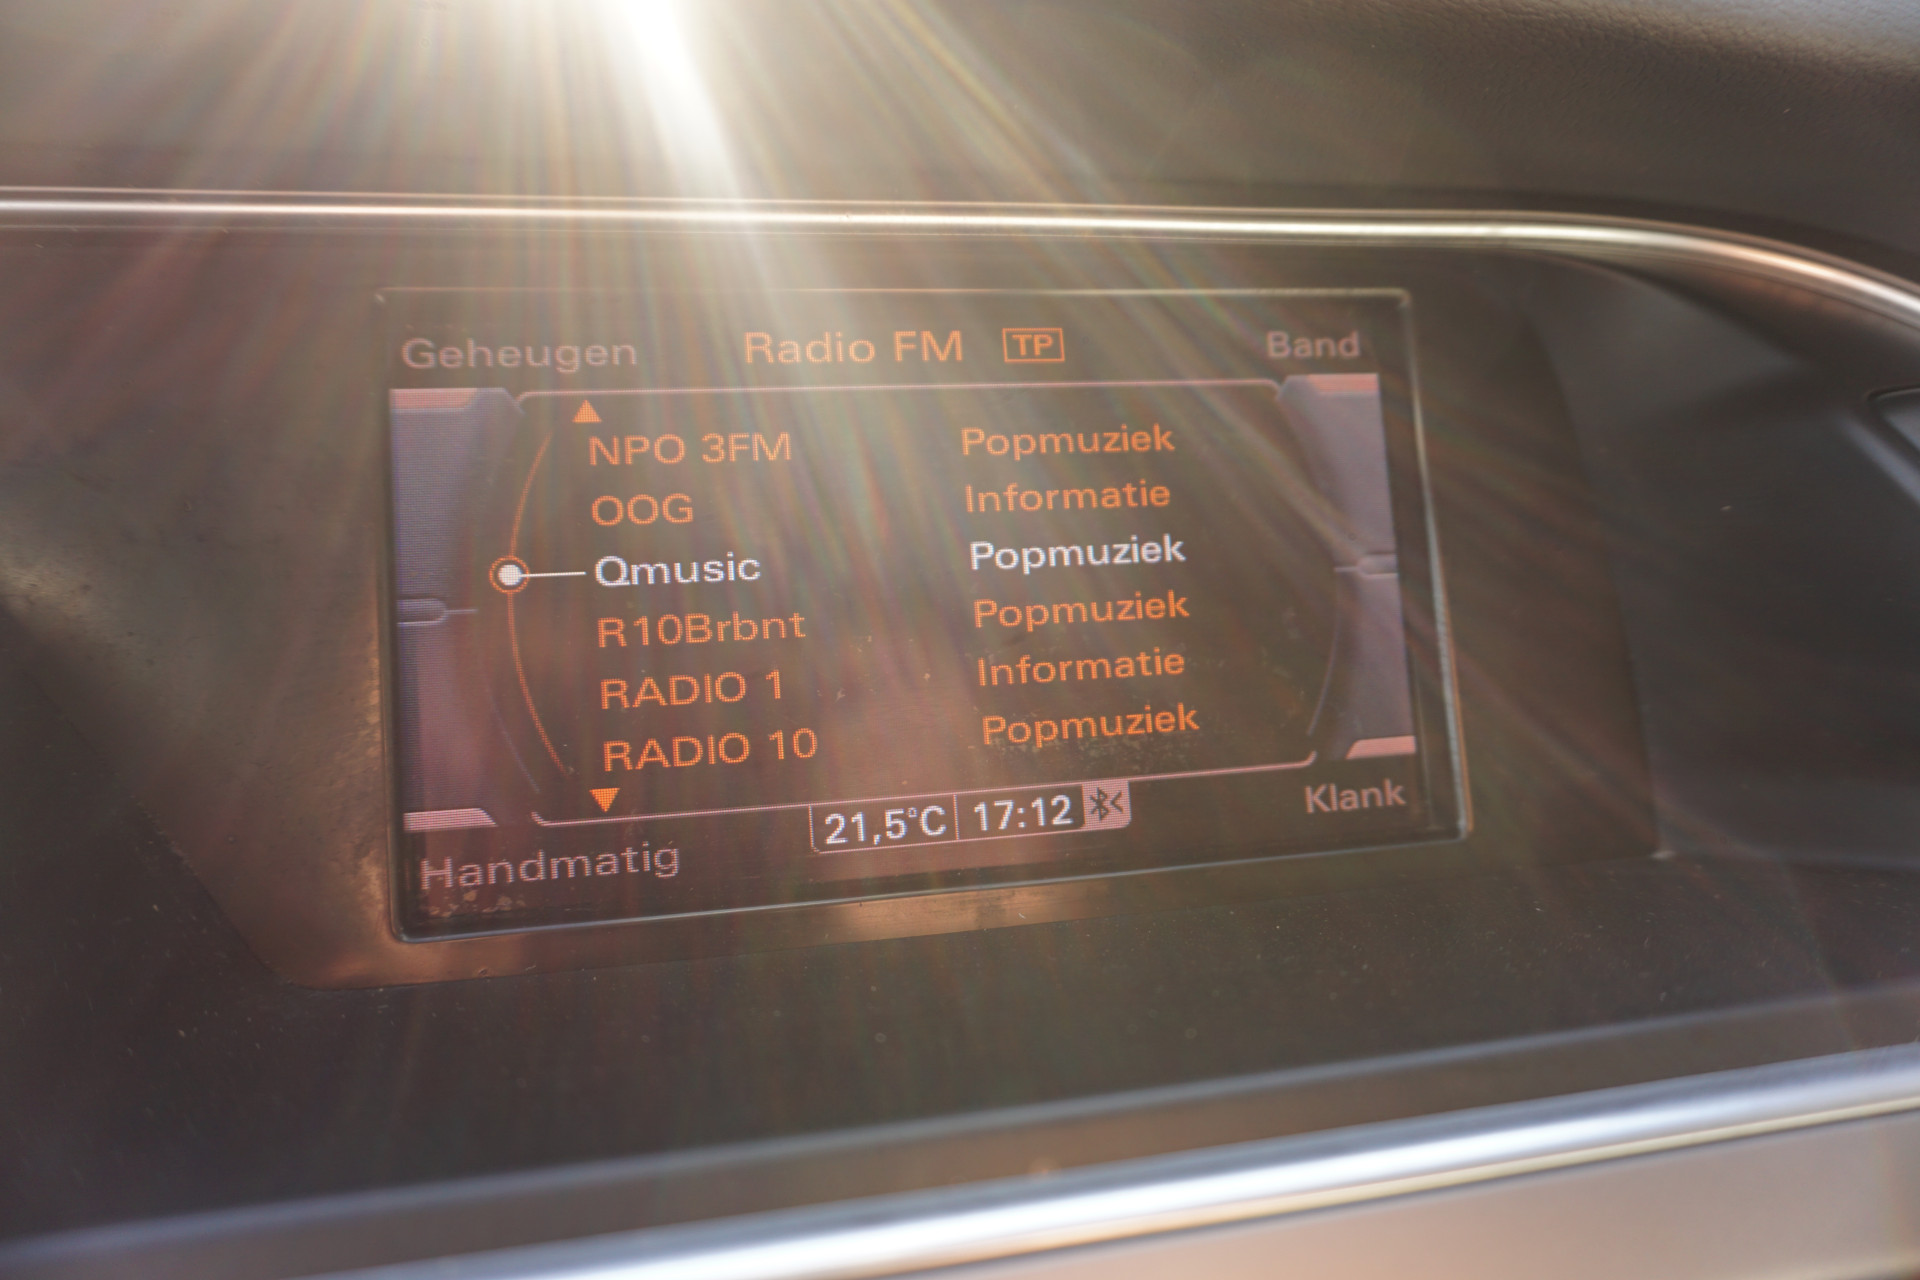 Geheugen Radio FM TP Band
NPO 3FM Popmuziek
OOG Informatie
Qmusic Popmuziek
R10Brbnt Popmuziek
RADIO 1 Informatie
RADIO 10 Popmuziek
21,5°C 17:12 Klank
Handmatig